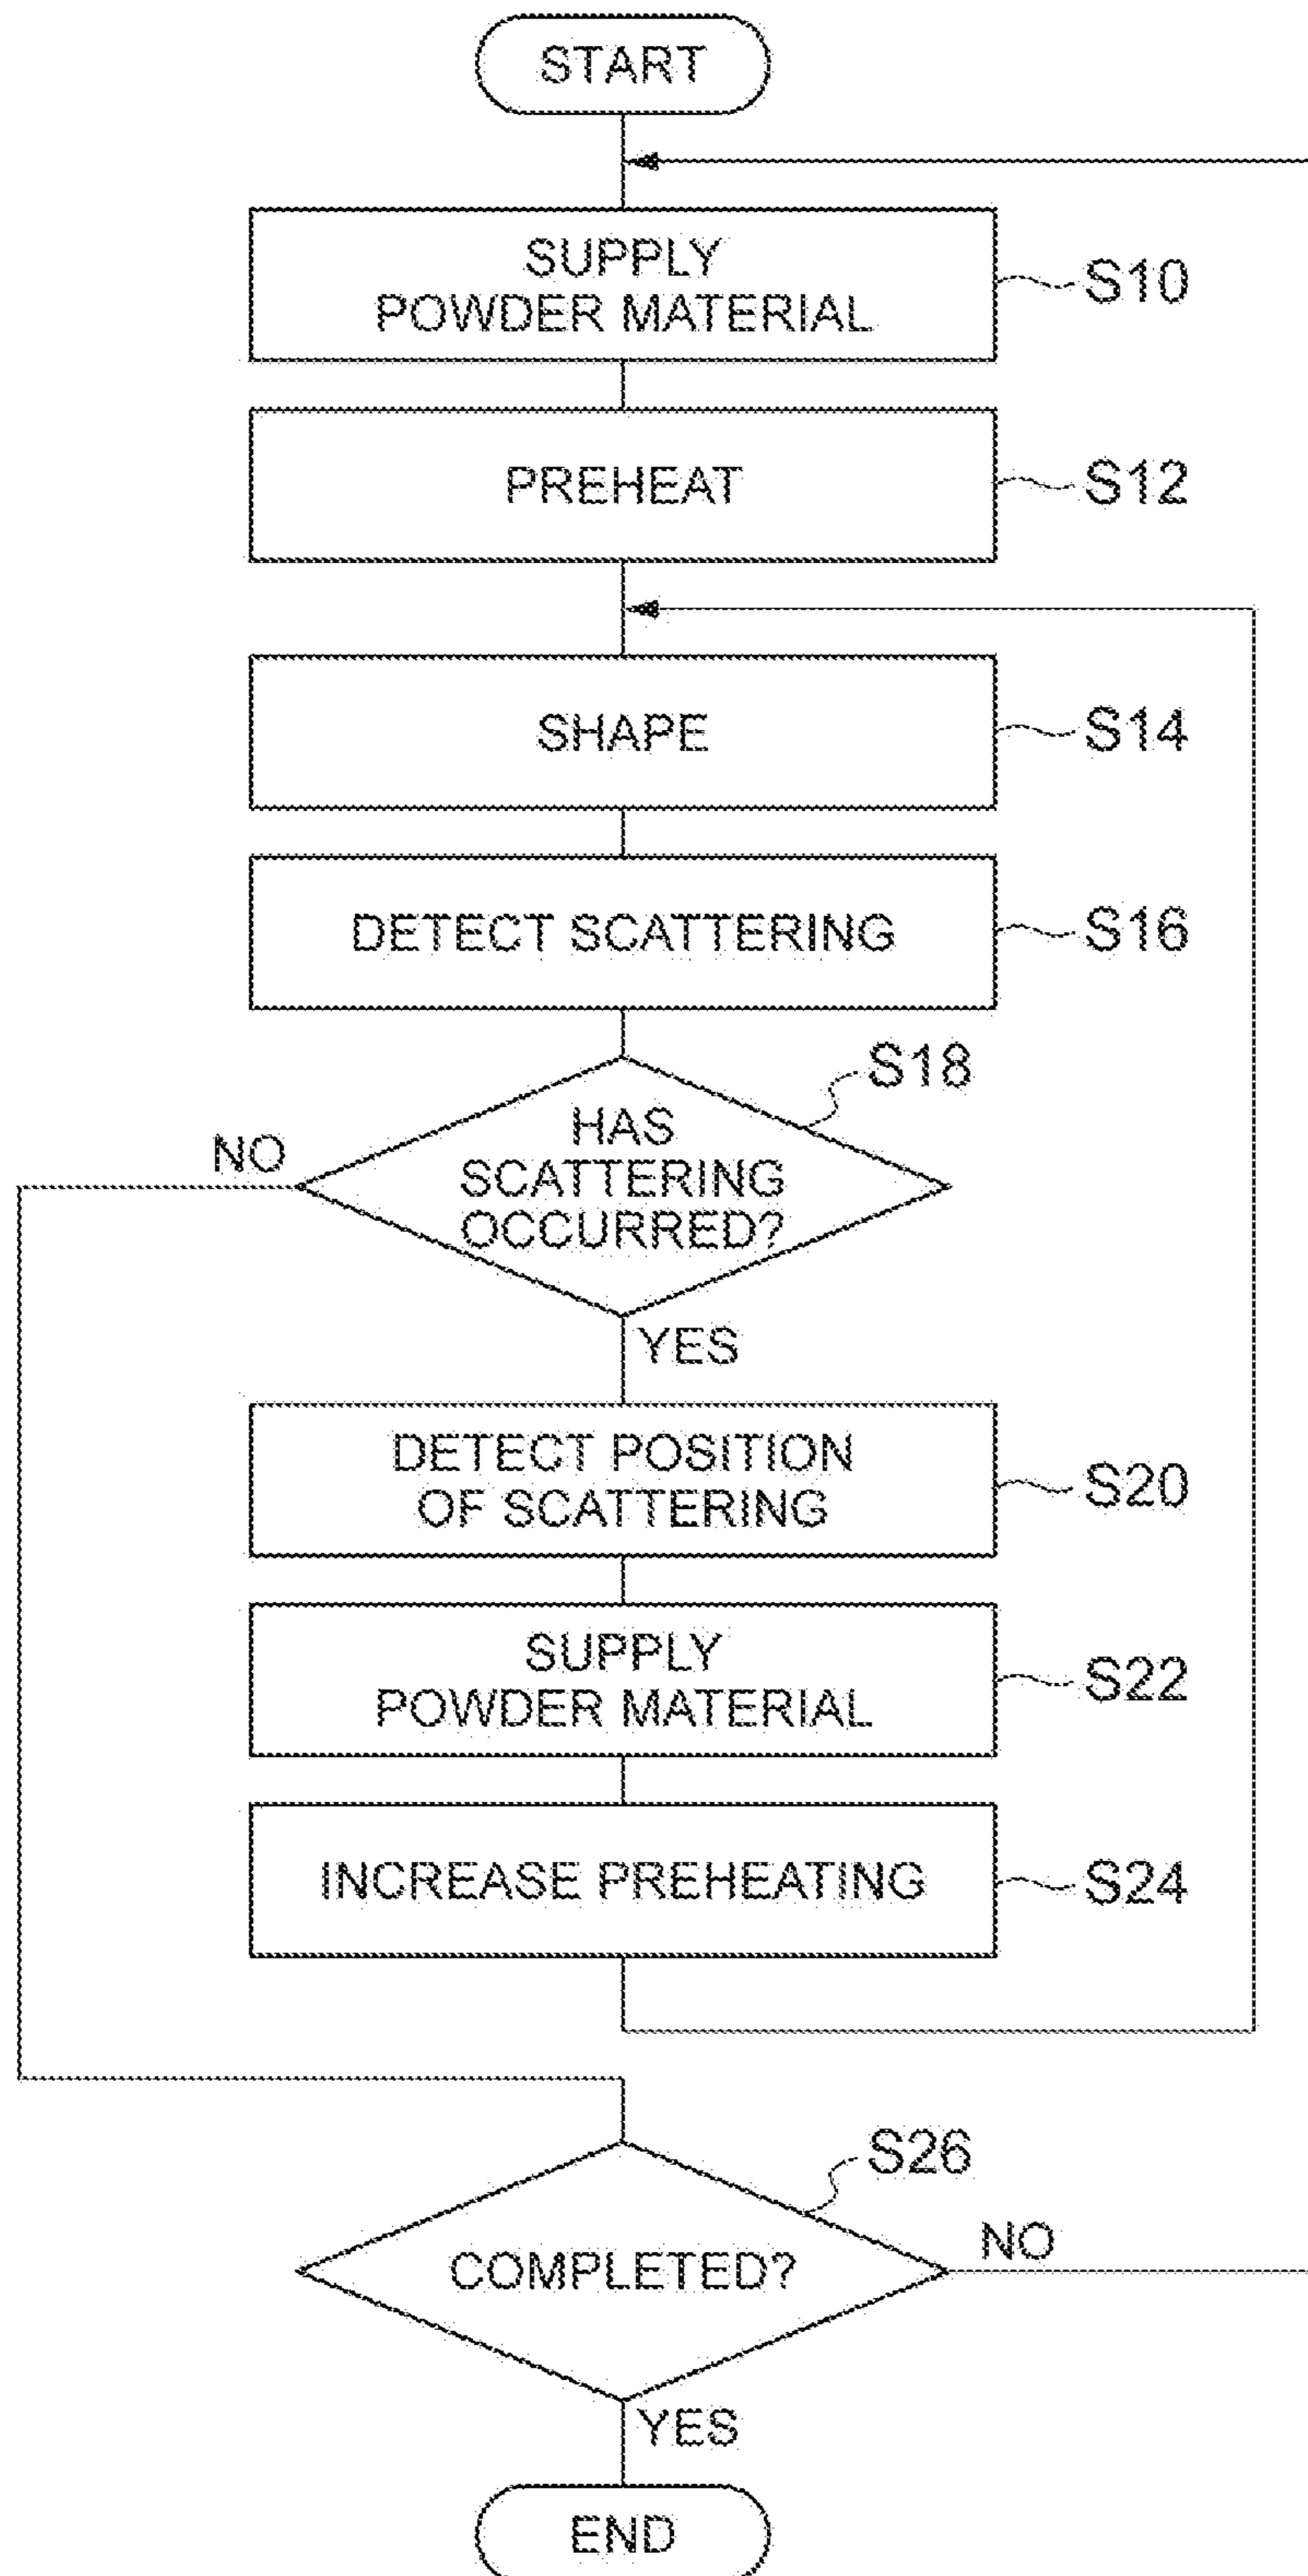 START
SUPPLY
POWDER MATERIAL
S10
PREHEAT
S12
SHAPE
S14
DETECT SCATTERING
S16
S18
HAS
SCATTERING
OCCURRED?
NO
YES
DETECT POSITION
OF SCATTERING
S20
SUPPLY
POWDER MATERIAL
S22
INCREASE PREHEATING
S24
S26
COMPLETED?
NO
YES
END